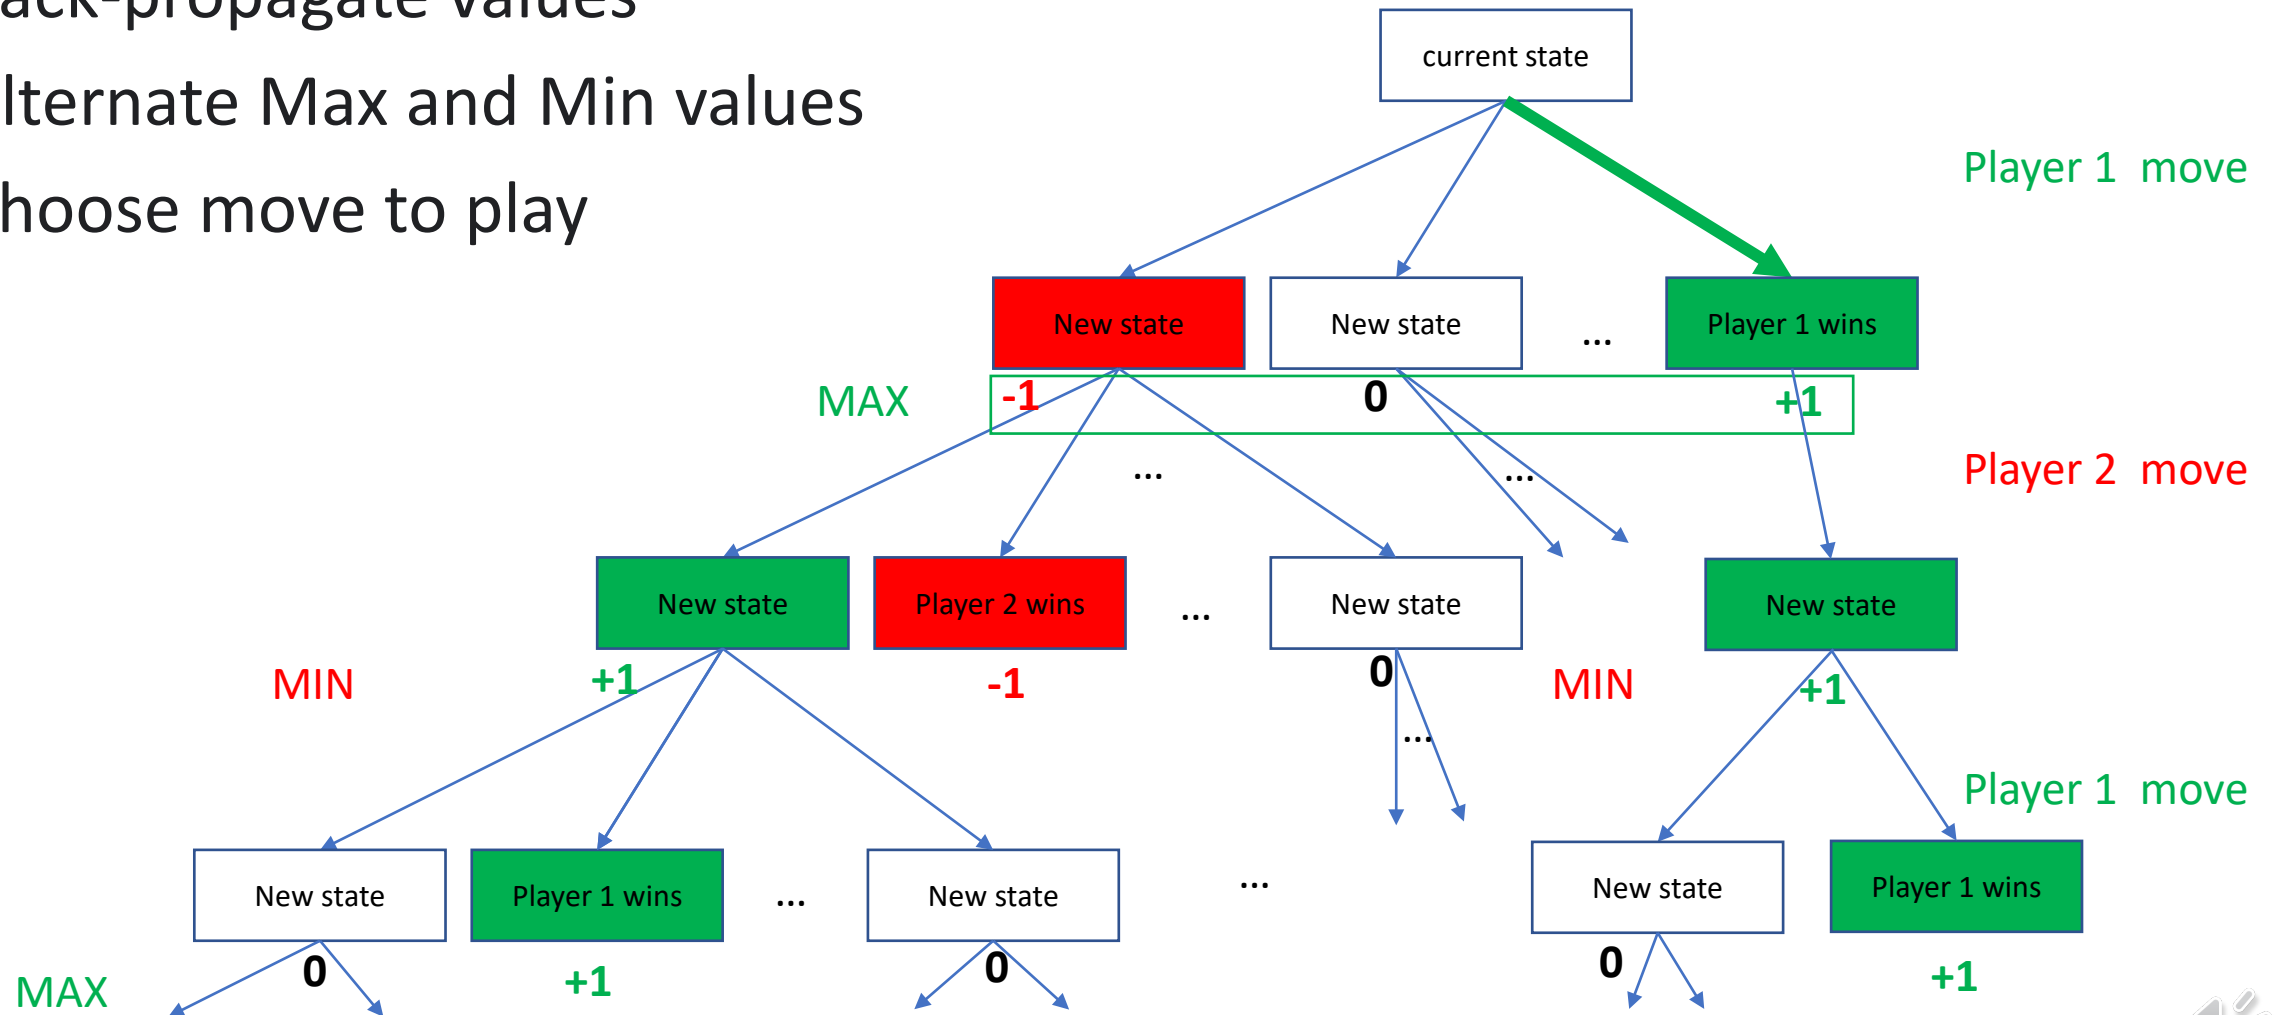 ack-propagate values
lternate Max and Min values
hoose move to play
current state
Player 1 move
New state
New state
...
Player 1 wins
MAX
-1
0
+1
...
...
Player 2 move
New state
Player 2 wins
...
New state
New state
MIN
+1
-1
0
MIN
+1
...
Player 1 move
New state
Player 1 wins
...
New state
...
New state
Player 1 wins
MAX
0
+1
0
0
+1